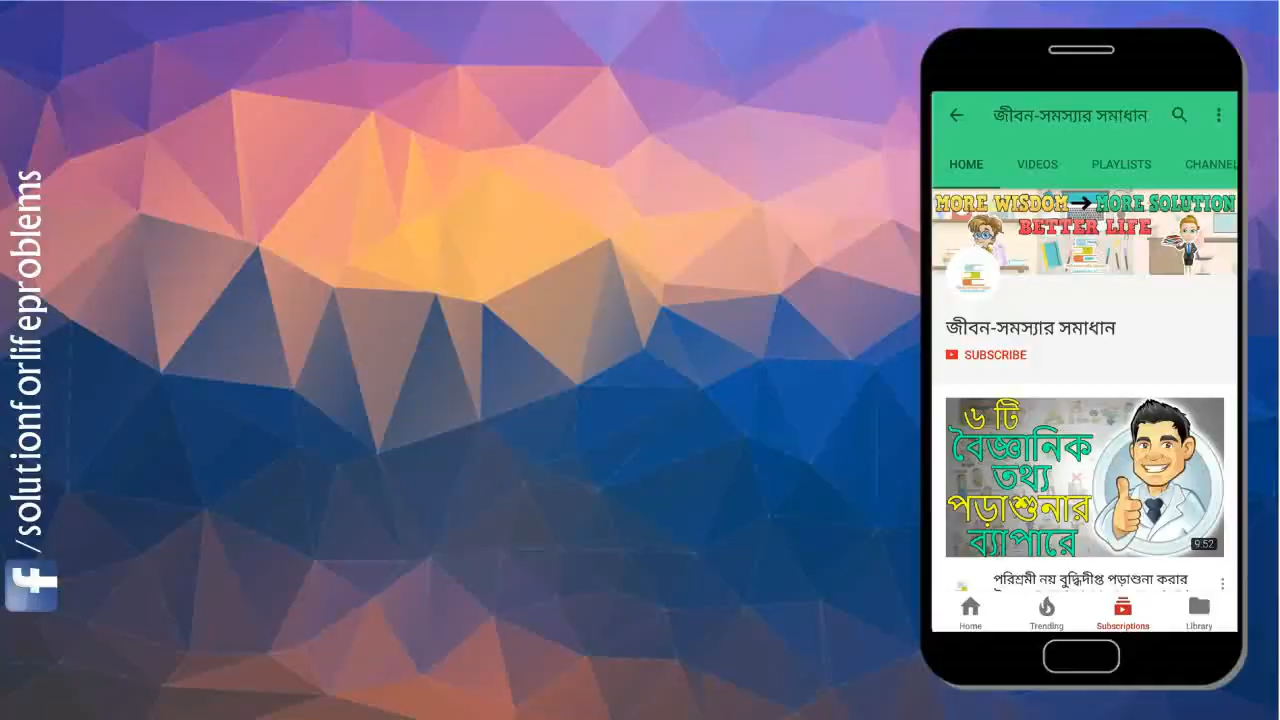 /solutionforlifeproblems
জীবন-সমস্যার সমাধান
HOME VIDEOS PLAYLISTS CHANNEL
MORE WISDOM → MORE SOLUTION
BETTER LIFE
জীবন-সমস্যার সমাধান
SUBSCRIBE
৬ টি
বৈজ্ঞানিক
তথ্য
পড়াশুনার
ব্যাপারে
9:52
পরিশ্রমী নয় বুদ্ধিদীপ্ত পড়াশুনা করার
Home Trending Subscriptions Library